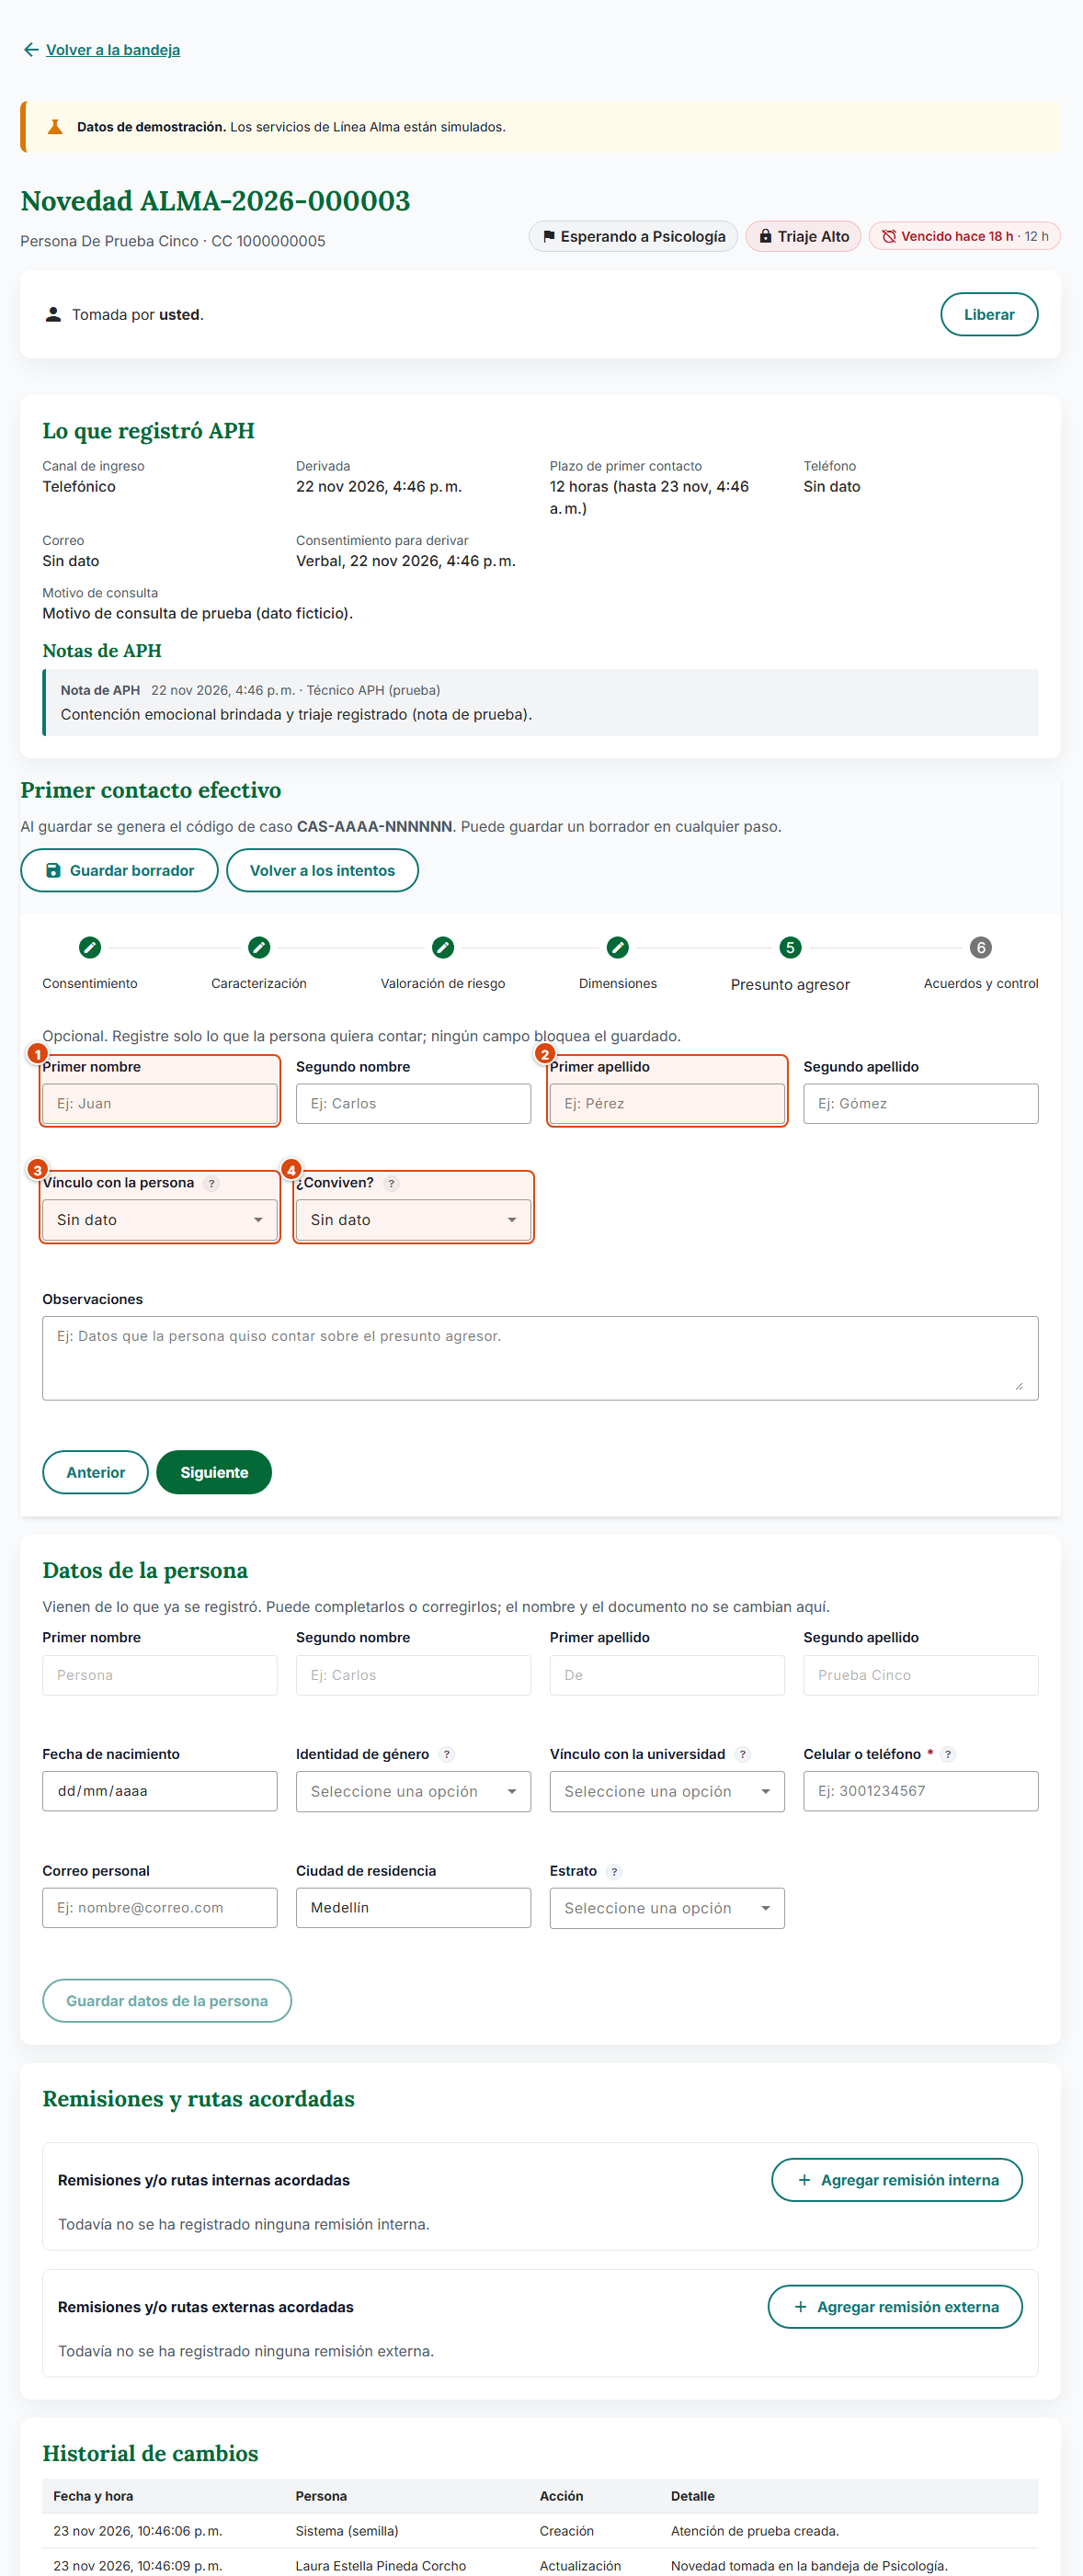 Volver a la bandeja
Datos de demostración. Los servicios de Línea Alma están simulados.
Novedad ALMA-2026-000003
Persona De Prueba Cinco · CC 1000000005
Esperando a Psicología
Triaje Alto
Vencido hace 18 h · 12 h
Tomada por usted.
Liberar
Lo que registró APH
Canal de ingreso
Telefónico
Derivada
22 nov 2026, 4:46 p. m.
Plazo de primer contacto
12 horas (hasta 23 nov, 4:46
a. m.)
Teléfono
Sin dato
Correo
Sin dato
Consentimiento para derivar
Verbal, 22 nov 2026, 4:46 p. m.
Motivo de consulta
Motivo de consulta de prueba (dato ficticio).
Notas de APH
Nota de APH 22 nov 2026, 4:46 p. m. · Técnico APH (prueba)
Contención emocional brindada y triaje registrado (nota de prueba).
Primer contacto efectivo
Al guardar se genera el código de caso CAS-AAAA-NNNNNN. Puede guardar un borrador en cualquier paso.
Guardar borrador
Volver a los intentos
Consentimiento
Caracterización
Valoración de riesgo
Dimensiones
5
Presunto agresor
6
Acuerdos y control
Opcional. Registre solo lo que la persona quiera contar; ningún campo bloquea el guardado.
1
Primer nombre
Ej: Juan
Segundo nombre
Ej: Carlos
2
Primer apellido
Ej: Pérez
Segundo apellido
Ej: Gómez
3
Vínculo con la persona ?
Sin dato
4
¿Conviven? ?
Sin dato
Observaciones
Ej: Datos que la persona quiso contar sobre el presunto agresor.
Anterior
Siguiente
Datos de la persona
Vienen de lo que ya se registró. Puede completarlos o corregirlos; el nombre y el documento no se cambian aquí.
Primer nombre
Persona
Segundo nombre
Ej: Carlos
Primer apellido
De
Segundo apellido
Prueba Cinco
Fecha de nacimiento
dd/mm/aaaa
Identidad de género ?
Seleccione una opción
Vínculo con la universidad ?
Seleccione una opción
Celular o teléfono * ?
Ej: 3001234567
Correo personal
Ej: nombre@correo.com
Ciudad de residencia
Medellín
Estrato ?
Seleccione una opción
Guardar datos de la persona
Remisiones y rutas acordadas
Remisiones y/o rutas internas acordadas
Agregar remisión interna
Todavía no se ha registrado ninguna remisión interna.
Remisiones y/o rutas externas acordadas
Agregar remisión externa
Todavía no se ha registrado ninguna remisión externa.
Historial de cambios
Fecha y hora Persona Acción Detalle
23 nov 2026, 10:46:06 p. m. Sistema (semilla) Creación Atención de prueba creada.
23 nov 2026, 10:46:09 p. m. Laura Estella Pineda Corcho Actualización Novedad tomada en la bandeja de Psicología.